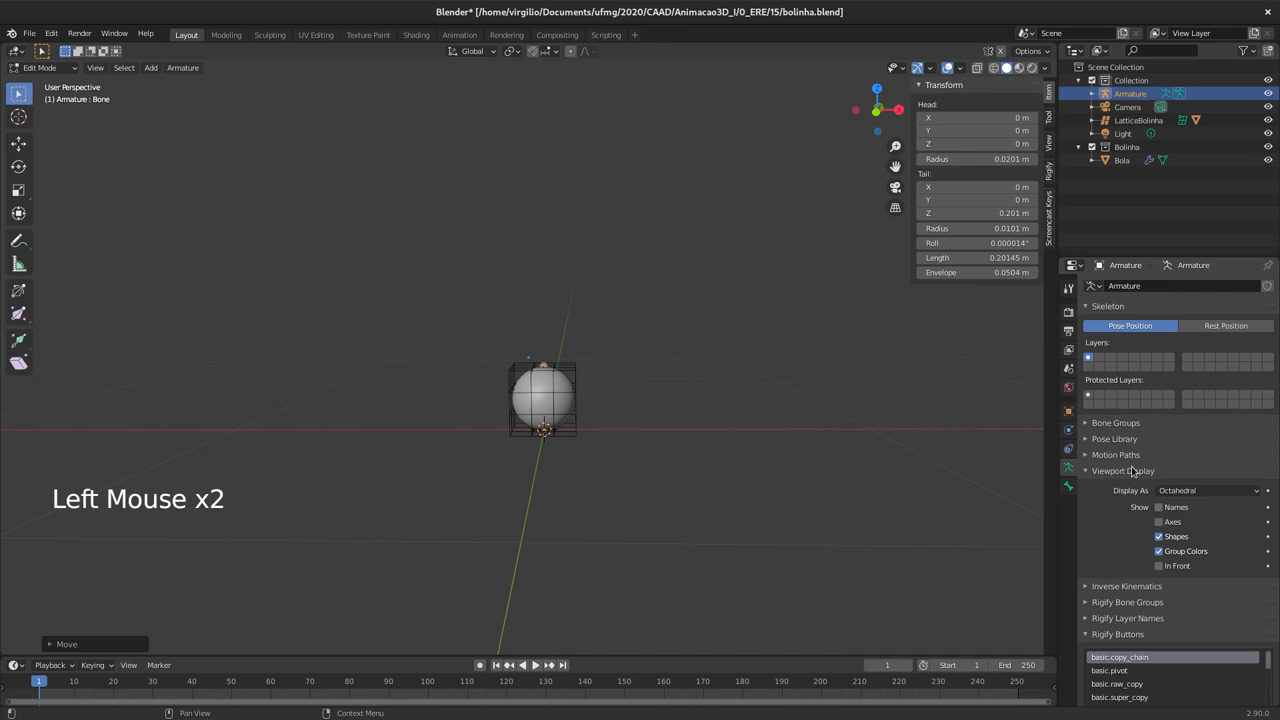 Blender* [/home/virgilio/Documents/ufmg/2020/CAAD/Animacao3D_I/0_ERE/15/bolinha.blend]
File Edit Render Window Help Layout Modeling Sculpting UV Editing Texture Paint Shading Animation Rendering Compositing Scripting + Scene View Layer
Global Options
Edit Mode View Select Add Armature
User Perspective
(1) Armature : Bone
Z
X
Transform
Head:
X 0 m
Y 0 m
Z 0 m
Radius 0.0201 m
Tail:
X 0 m
Y 0 m
Z 0.201 m
Radius 0.0101 m
Roll 0.000014°
Length 0.20145 m
Envelope 0.0504 m
Item
Tool
View
Rigify
Screencast Keys
Scene Collection
Collection
Armature
Camera
LatticeBolinha
Light
Bolinha
Bola
Armature Armature
Armature
Skeleton
Pose Position Rest Position
Layers:
Protected Layers:
Bone Groups
Pose Library
Motion Paths
Viewport Display
Display As Octahedral
Show Names
Axes
Shapes
Group Colors
In Front
Inverse Kinematics
Rigify Bone Groups
Rigify Layer Names
Rigify Buttons
basic.copy_chain
basic.pivot
basic.raw_copy
basic.super_copy
Left Mouse x2
Move
Playback Keying View Marker 1 Start 1 End 250
1 10 20 30 40 50 60 70 80 90 100 110 120 130 140 150 160 170 180 190 200 210 220 230 240 250
Select Pan View Context Menu 2.90.0